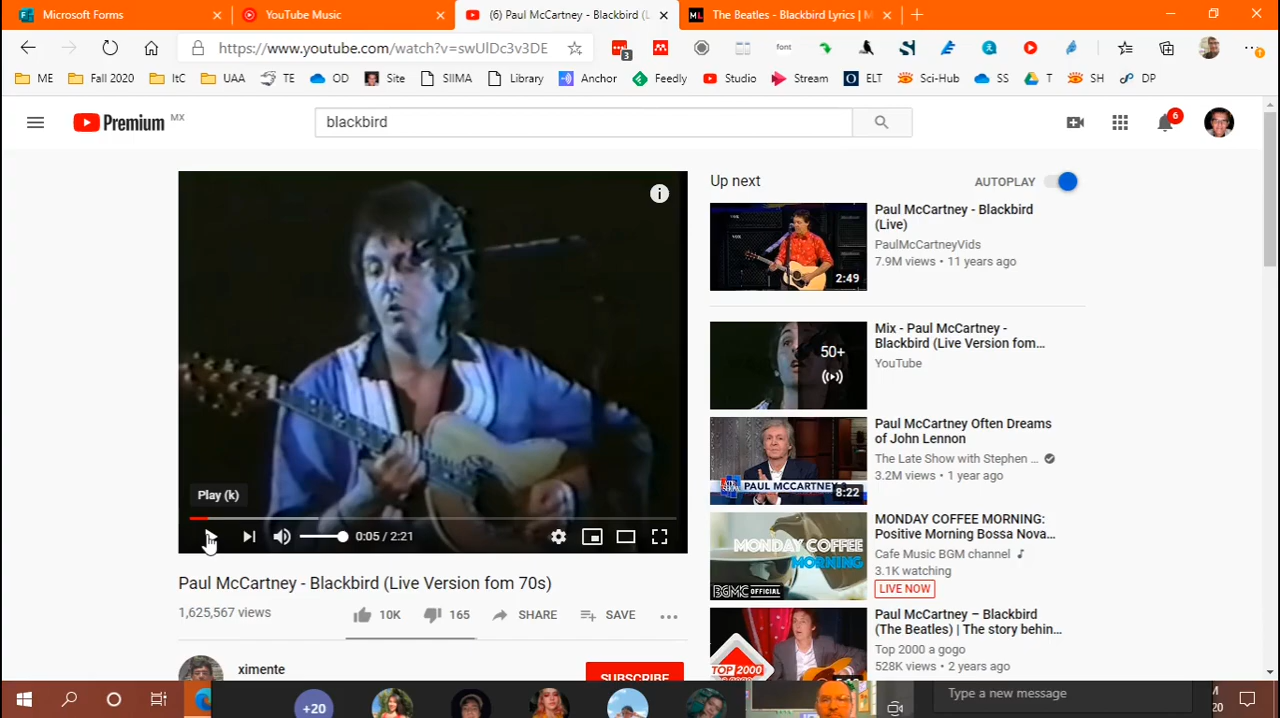 Microsoft Forms
YouTube Music
(6) Paul McCartney - Blackbird (L
The Beatles - Blackbird Lyrics | M
https://www.youtube.com/watch?v=swUIDc3v3DE
3
font
ME
Fall 2020
ItC
UAA
TE
OD
Site
SIIMA
Library
Anchor
Feedly
Studio
Stream
ELT
Sci-Hub
SS
T
SH
DP
Premium MX
blackbird
6
Up next
AUTOPLAY
Paul McCartney - Blackbird
(Live)
PaulMcCartneyVids
7.9M views • 11 years ago
2:49
Mix - Paul McCartney -
Blackbird (Live Version fom...
YouTube
50+
Paul McCartney Often Dreams
of John Lennon
The Late Show with Stephen ...
3.2M views • 1 year ago
PAUL MCCARTNEY
8:22
MONDAY COFFEE MORNING:
Positive Morning Bossa Nova...
Cafe Music BGM channel
3.1K watching
LIVE NOW
MONDAY COFFEE
MORNING
BGMC OFFICIAL
Paul McCartney – Blackbird
(The Beatles) | The story behin...
Top 2000 a gogo
528K views • 2 years ago
TOP 2000
Play (k)
0:05 / 2:21
Paul McCartney - Blackbird (Live Version fom 70s)
1,625,567 views
10K
165
SHARE
SAVE
ximente
SUBSCRIBE
+20
Type a new message
M
20